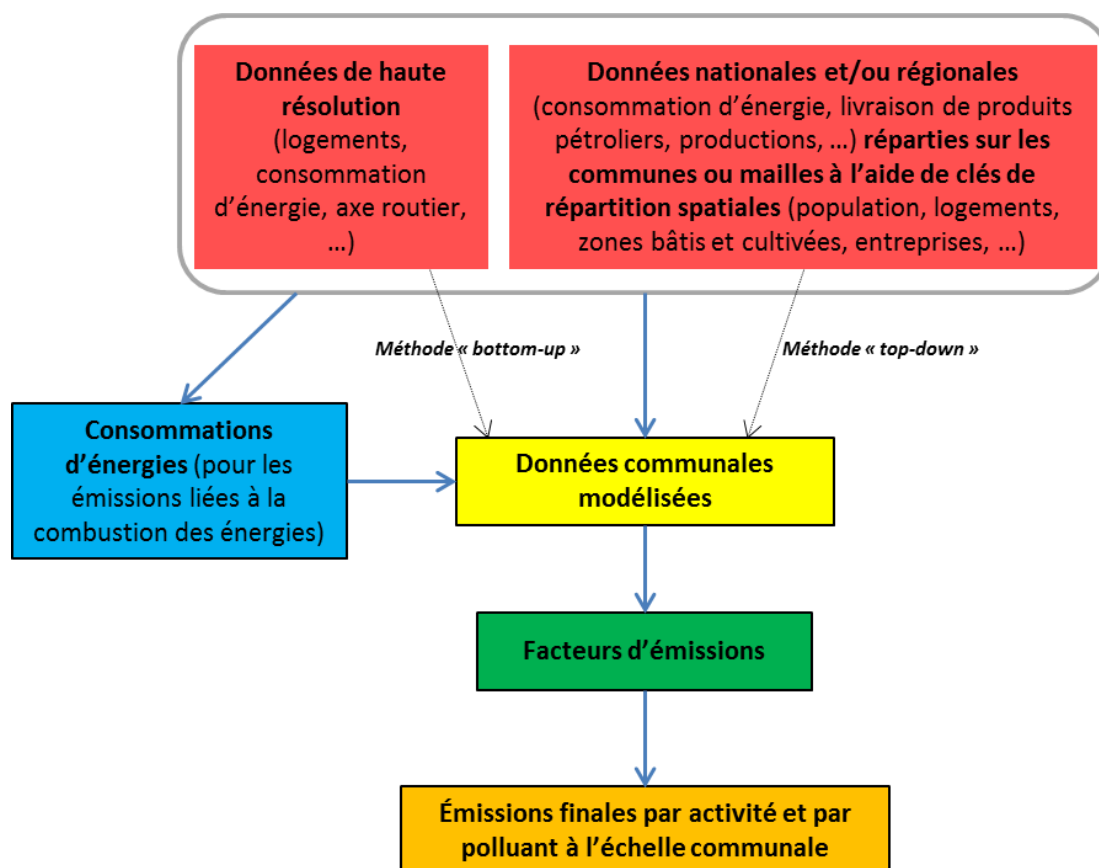 Données de haute
résolution
(logements,
consommation
d'énergie, axe routier,
…)
Données nationales et/ou régionales
(consommation d'énergie, livraison de produits
pétroliers, productions, …) réparties sur les
communes ou mailles à l'aide de clés de
répartition spatiales (population, logements,
zones bâtis et cultivées, entreprises, …)
Méthode « bottom-up »
Méthode « top-down »
Consommations
d'énergies (pour les
émissions liées à la
combustion des énergies)
Données communales
modélisées
Facteurs d'émissions
Émissions finales par activité et par
polluant à l'échelle communale